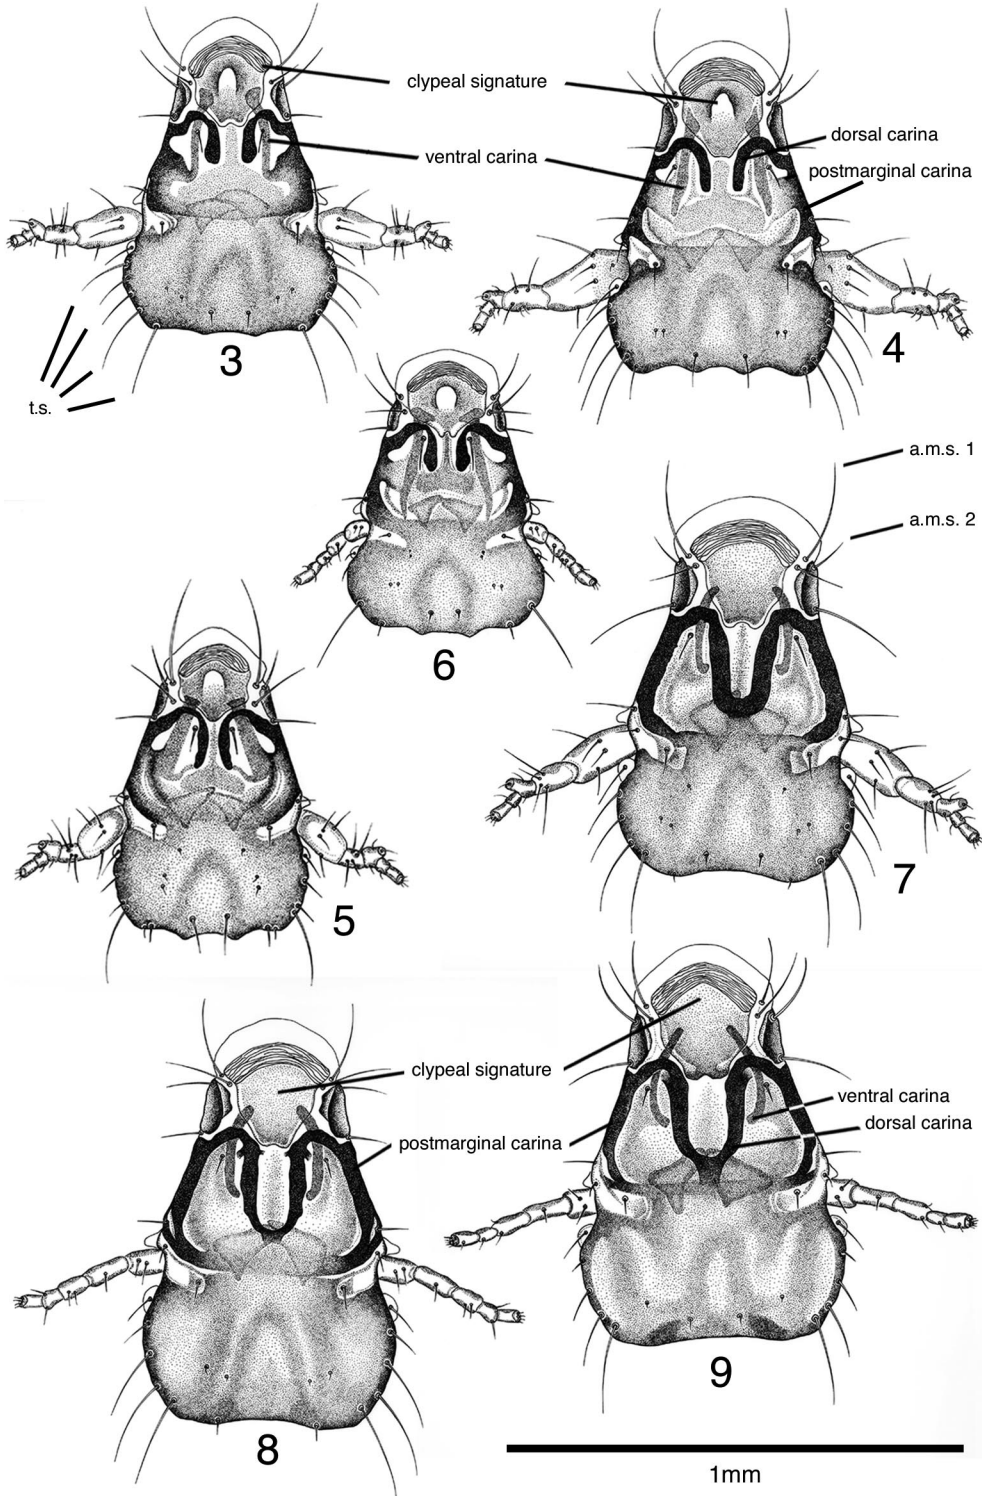 clypeal signature
dorsal carina
ventral carina
postmarginal carina
3
4
t.s.
a.m.s. 1
a.m.s. 2
6
7
5
clypeal signature
ventral carina
dorsal carina
postmarginal carina
9
8
1mm